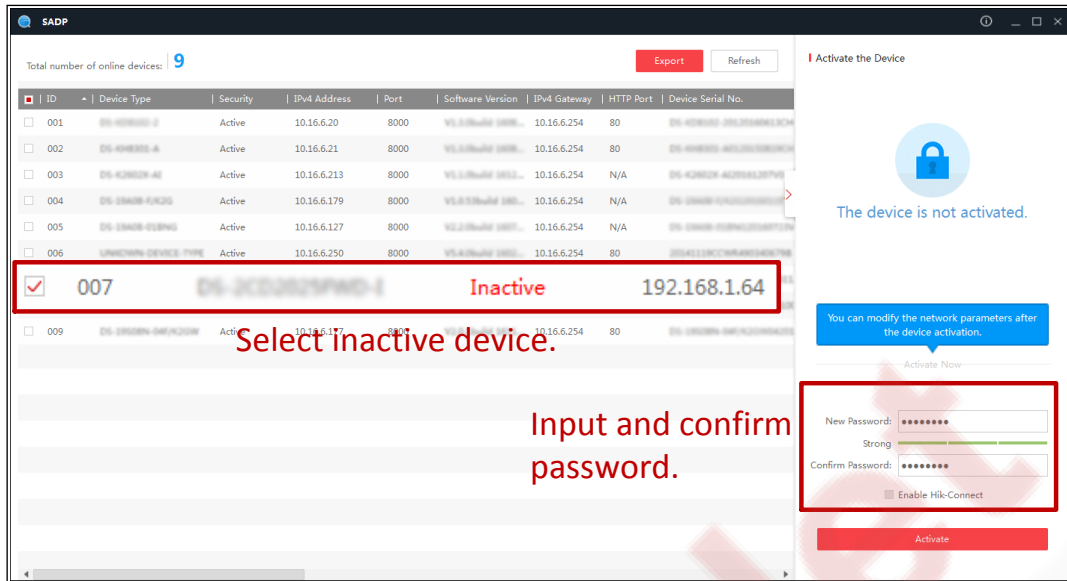 SADP
Total number of online devices: 9
Export
Refresh
ID Device Type Security IPv4 Address Port Software Version IPv4 Gateway HTTP Port Device Serial No.
001 Active 10.16.6.20 8000 10.16.6.254 80
002 Active 10.16.6.21 8000 10.16.6.254 80
003 Active 10.16.6.213 8000 10.16.6.254 N/A
004 Active 10.16.6.179 8000 10.16.6.254 N/A
005 Active 10.16.6.127 8000 10.16.6.254 N/A
006 Active 10.16.6.250 8000 10.16.6.254 80
007 Inactive 192.168.1.64
009 Active 8000 10.16.6.254 80
Select inactive device.
Input and confirm
password.
Activate the Device
The device is not activated.
You can modify the network parameters after
the device activation.
Activate Now
New Password: ●●●●●●●●
Strong
Confirm Password: ●●●●●●●●
Enable Hik-Connect
Activate